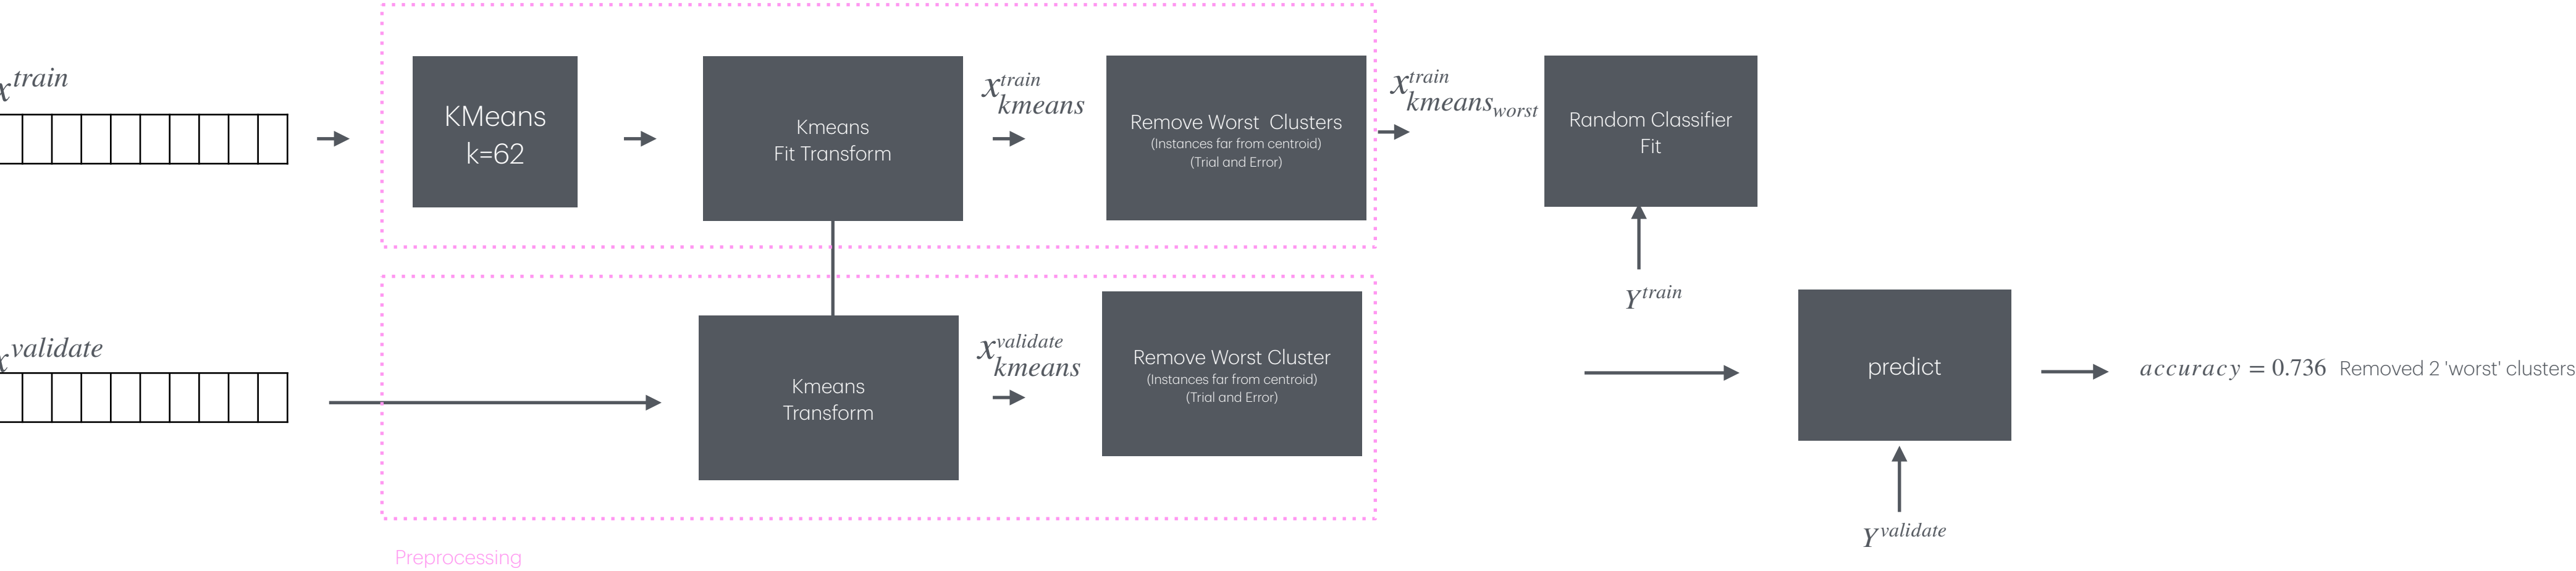 x^train
KMeans
k=62
Kmeans
Fit Transform
x^train_kmeans
Remove Worst  Clusters
(Instances far from centroid)
(Trial and Error)
x^train_kmeans_worst
Random Classifier
Fit
Y^train
x^validate
Kmeans
Transform
x^validate_kmeans
Remove Worst Cluster
(Instances far from centroid)
(Trial and Error)
predict
accuracy = 0.736 Removed 2 'worst' clusters
Y^validate
Preprocessing